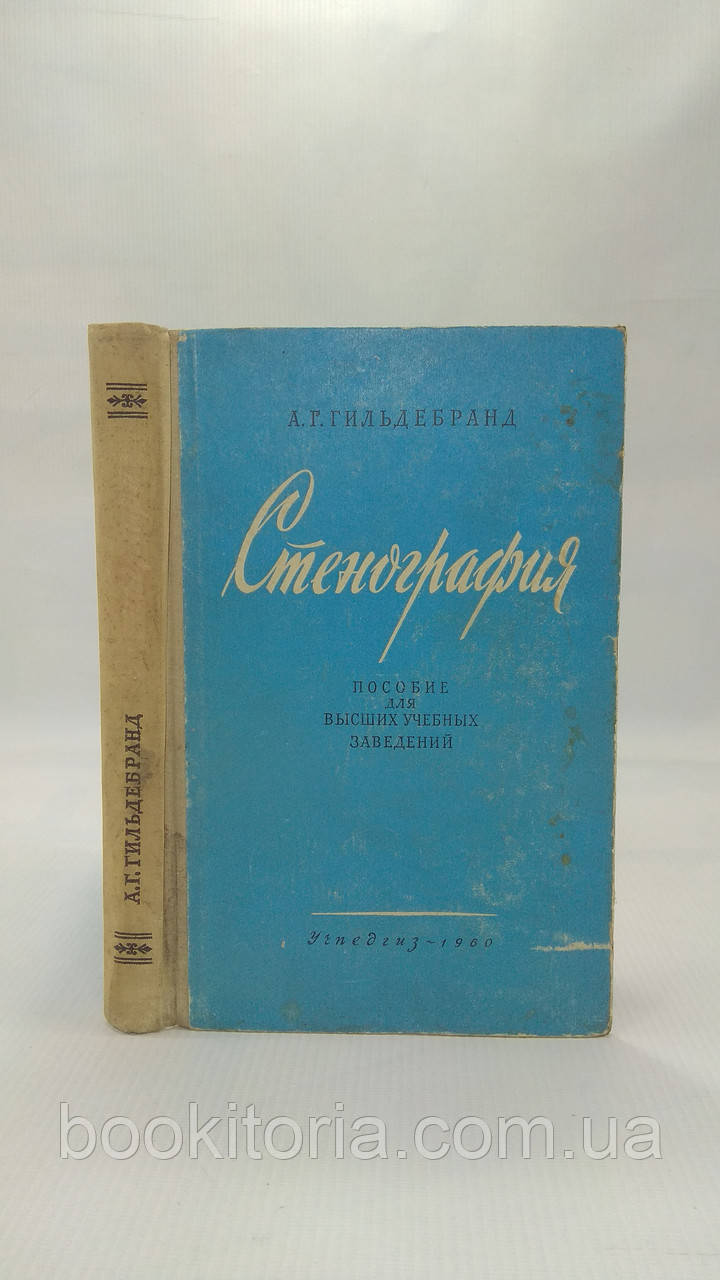 А.Г. ГИЛЬДЕБРАНД
А.Г. ГИЛЬДЕБРАНД
Стенография
ПОСОБИЕ
ДЛЯ
ВЫСШИХ УЧЕБНЫХ
ЗАВЕДЕНИЙ
Учпедгиз ~ 1960
bookitoria.com.ua